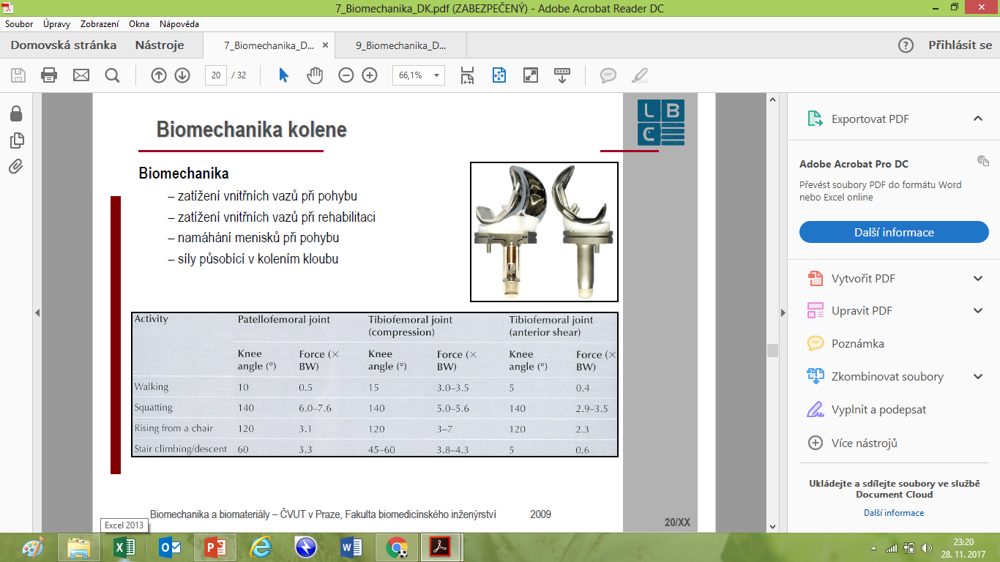 7_Biomechanika_DK.pdf (ZABEZPEČENÝ) - Adobe Acrobat Reader DC
Soubor Úpravy Zobrazení Okna Nápověda
Domovská stránka Nástroje 7_Biomechanika_D... × 9_Biomechanika_D... Přihlásit se
20 / 32 66,1%
L B C
Biomechanika kolene
Biomechanika
– zatížení vnitřních vazů při pohybu
– zatížení vnitřních vazů při rehabilitaci
– namáhání menisků při pohybu
– síly působící v kolením kloubu
Activity Patellofemoral joint Tibiofemoral joint (compression) Tibiofemoral joint (anterior shear)
Knee angle (°) Force (× BW) Knee angle (°) Force (× BW) Knee angle (°) Force (× BW)
Walking 10 0.5 15 3.0–3.5 5 0.4
Squatting 140 6.0–7.6 140 5.0–5.6 140 2.9–3.5
Rising from a chair 120 3.1 120 3–7 120 2.3
Stair climbing/descent 60 3.3 45–60 3.8–4.3 5 0.6
Biomechanika a biomateriály – ČVUT v Praze, Fakulta biomedicínského inženýrství 2009
20/XX
Exportovat PDF
Adobe Acrobat Pro DC
Převést soubory PDF do formátu Word
nebo Excel online
Další informace
Vytvořit PDF
Upravit PDF
Poznámka
Zkombinovat soubory
Vyplnit a podepsat
Více nástrojů
Ukládejte a sdílejte soubory ve službě
Document Cloud
Další informace
Excel 2013
23:20
28. 11. 2017